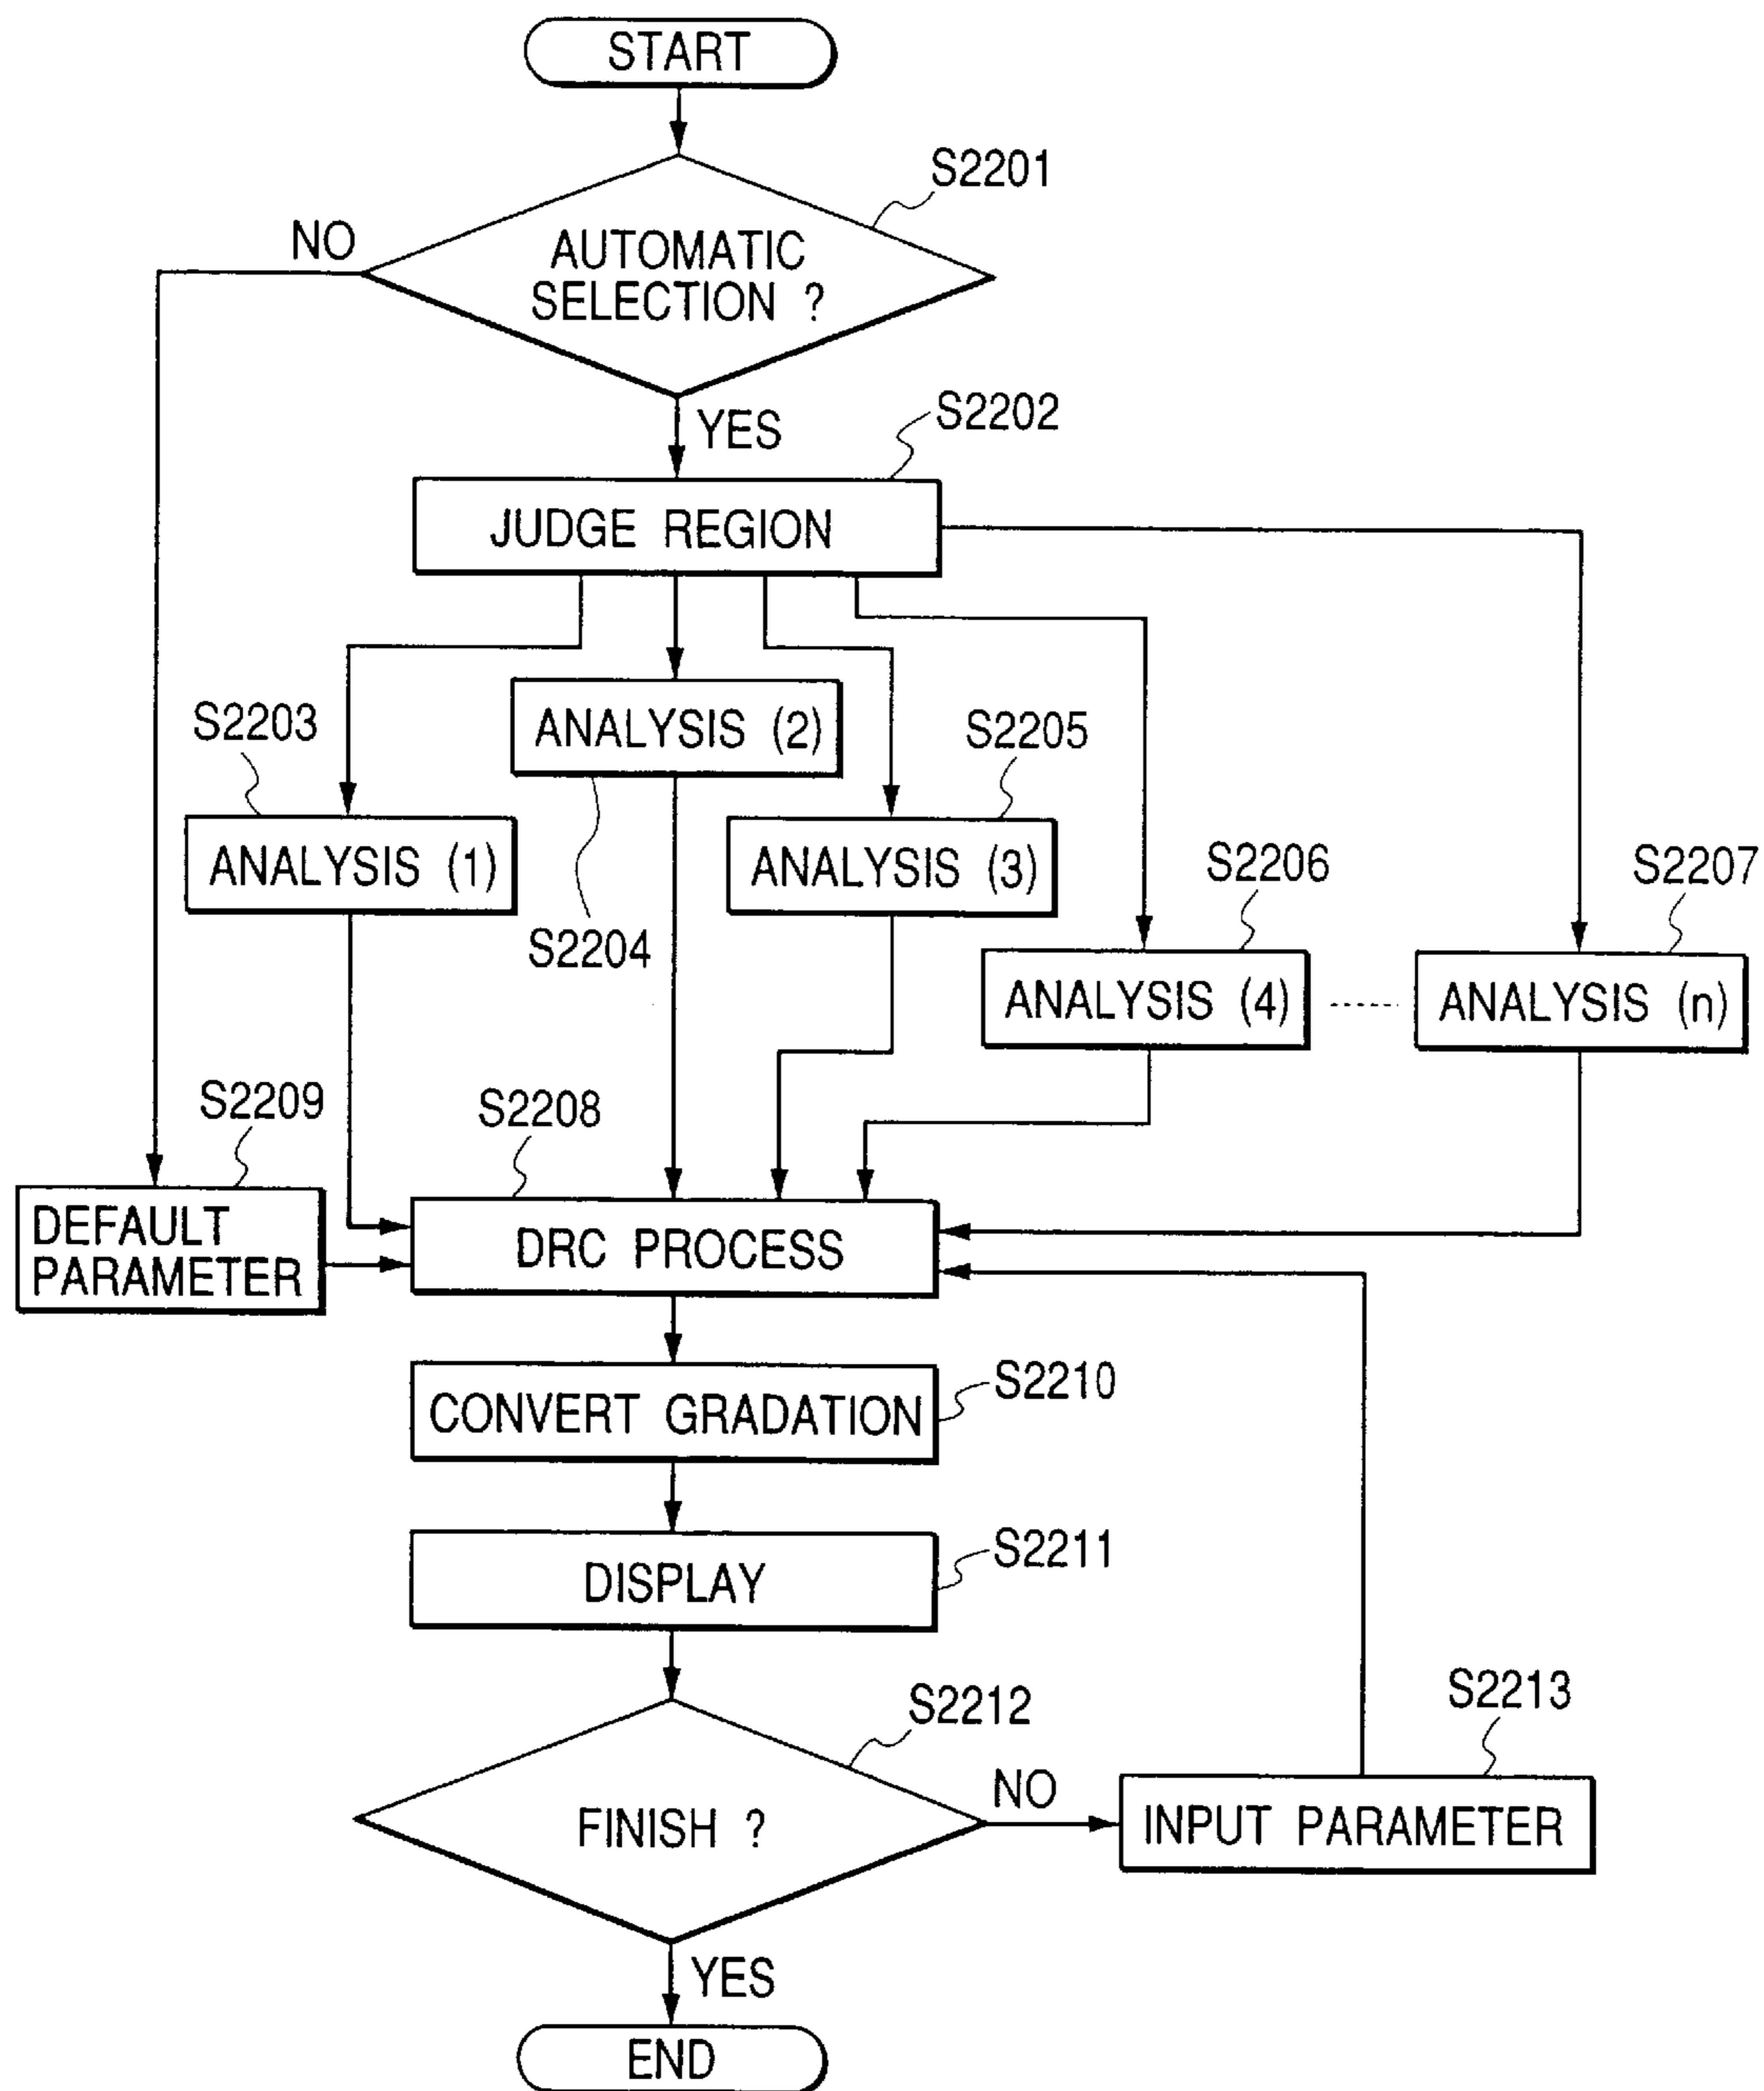 START
S2201
NO
AUTOMATIC
SELECTION ?
YES
S2202
JUDGE REGION
S2203
ANALYSIS (2)
S2205
ANALYSIS (1)
ANALYSIS (3)
S2206
S2207
S2204
ANALYSIS (4)
ANALYSIS (n)
S2209
S2208
DEFAULT
PARAMETER
DRC PROCESS
S2210
CONVERT GRADATION
S2211
DISPLAY
S2212
S2213
NO
FINISH ?
INPUT PARAMETER
YES
END